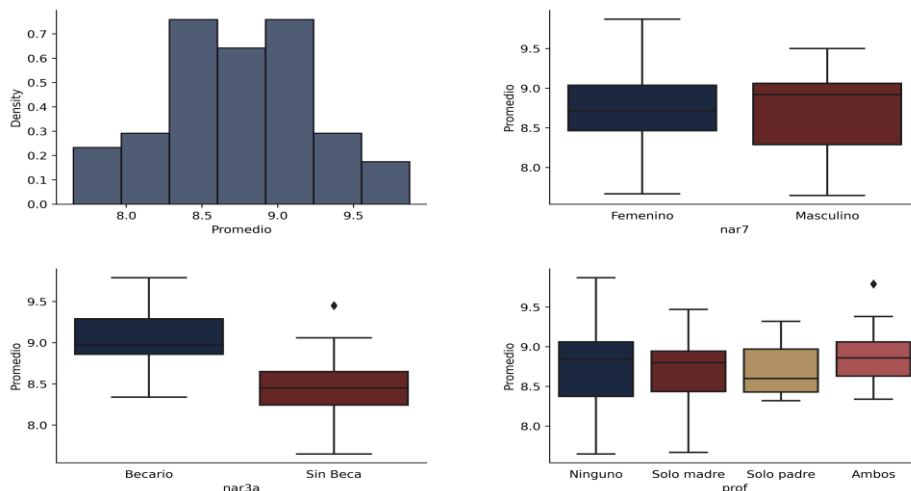 0.7
0.6
0.5
0.4
0.3
0.2
0.1
0.0
Density
8.0 8.5 9.0 9.5
Promedio
9.5
9.0
8.5
8.0
Promedio
Femenino Masculino
nar7
9.5
9.0
8.5
8.0
Promedio
Becario Sin Beca
nar3a
9.5
9.0
8.5
8.0
Promedio
Ninguno Solo madre Solo padre Ambos
prof